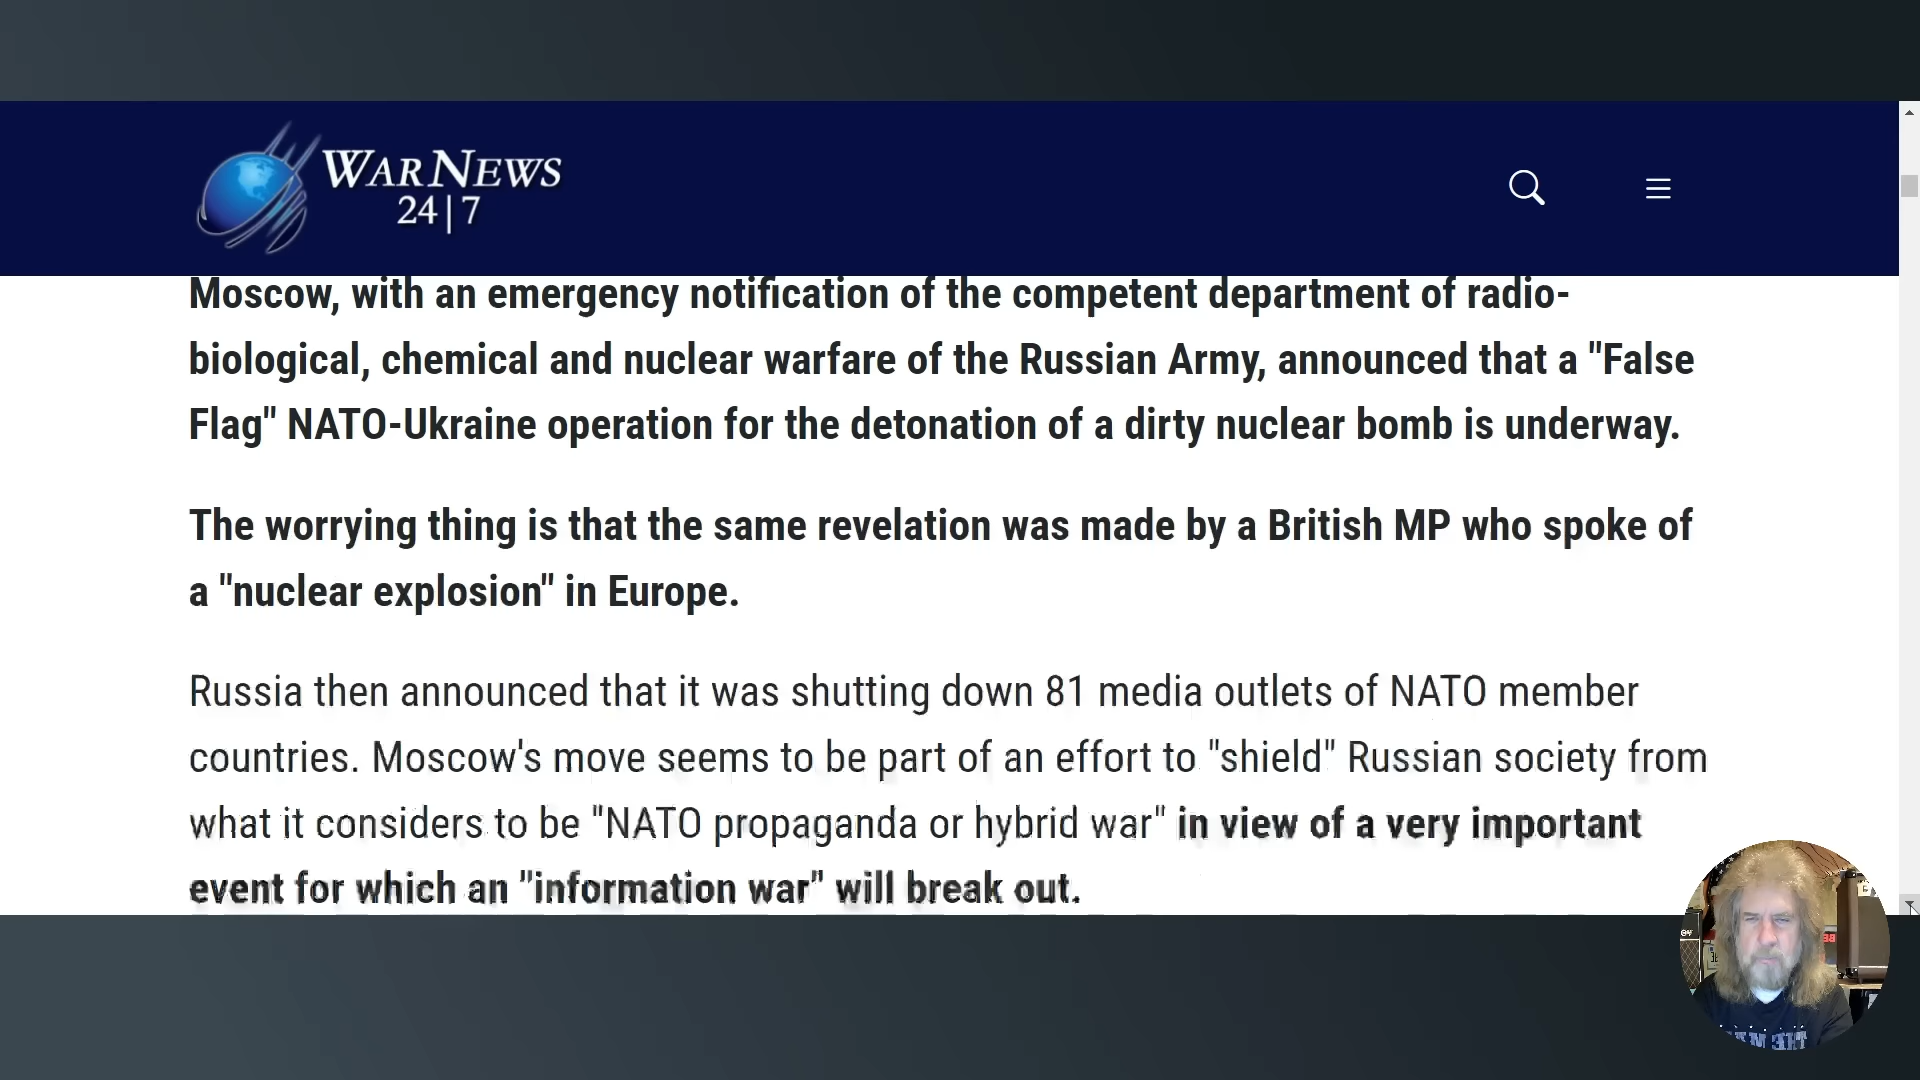 WAR NEWS
24|7
Moscow, with an emergency notification of the competent department of radio-
biological, chemical and nuclear warfare of the Russian Army, announced that a "False
Flag" NATO-Ukraine operation for the detonation of a dirty nuclear bomb is underway.
The worrying thing is that the same revelation was made by a British MP who spoke of
a "nuclear explosion" in Europe.
Russia then announced that it was shutting down 81 media outlets of NATO member
countries. Moscow's move seems to be part of an effort to "shield" Russian society from
what it considers to be "NATO propaganda or hybrid war" in view of a very important
event for which an "information war" will break out.